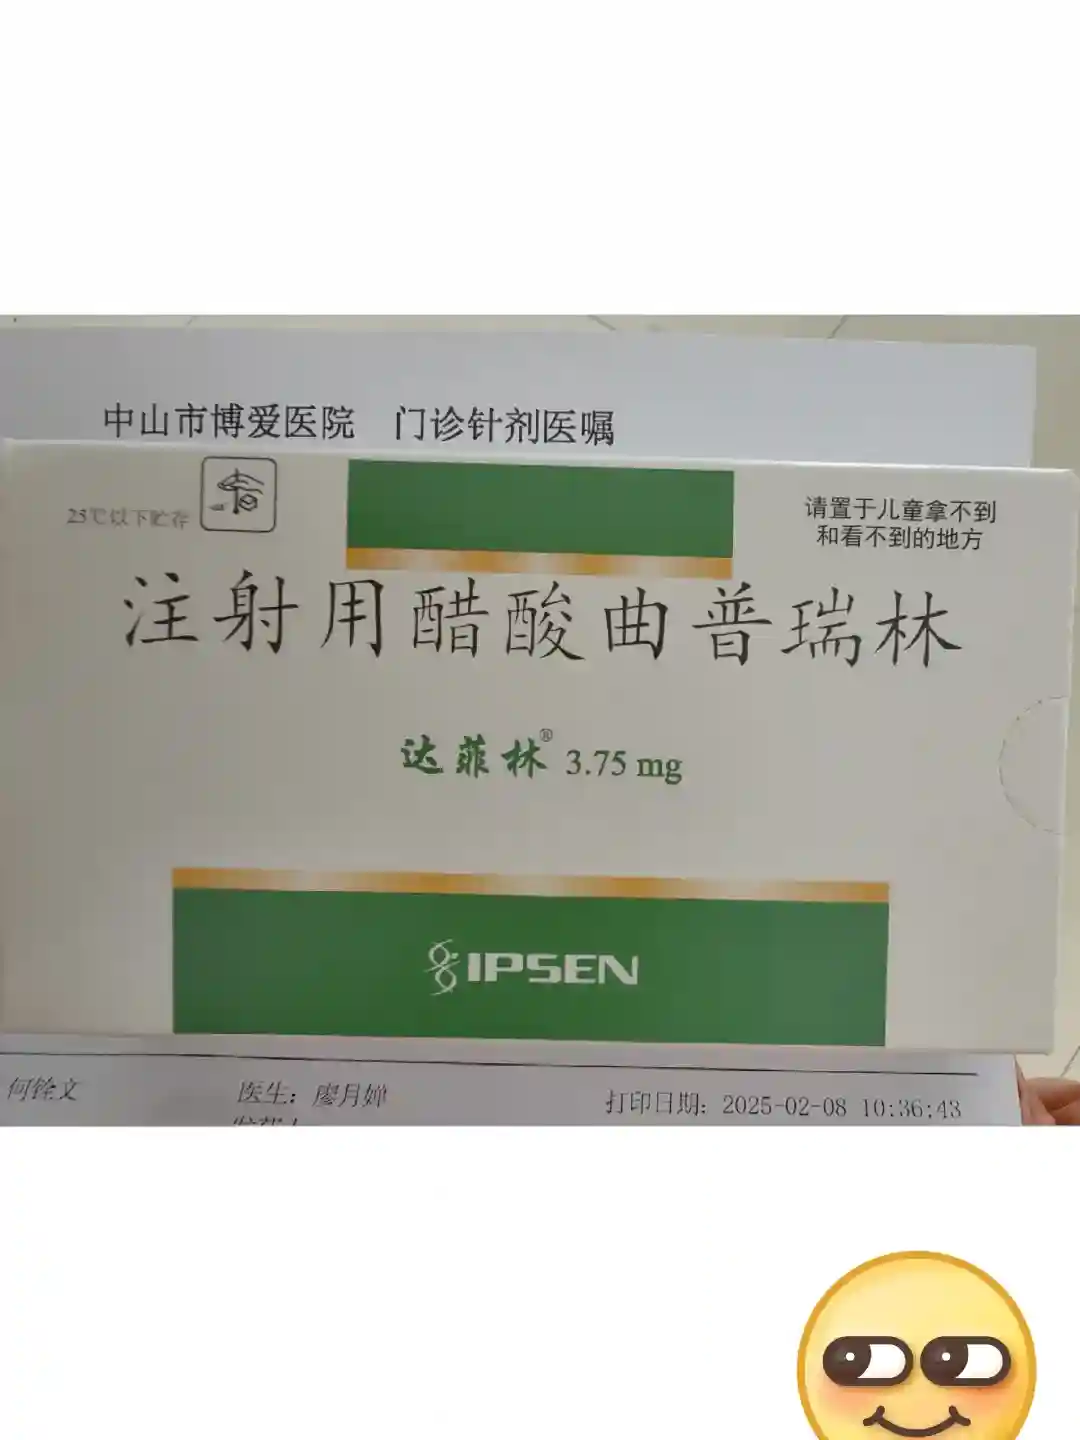 中山市博爱医院 门诊针剂医嘱
25℃以下贮存
请置于儿童拿不到
和看不到的地方
注射用醋酸曲普瑞林
达菲林® 3.75 mg
IPSEN
何铨文 医生：廖月婵 打印日期：2025-02-08 10:36:43